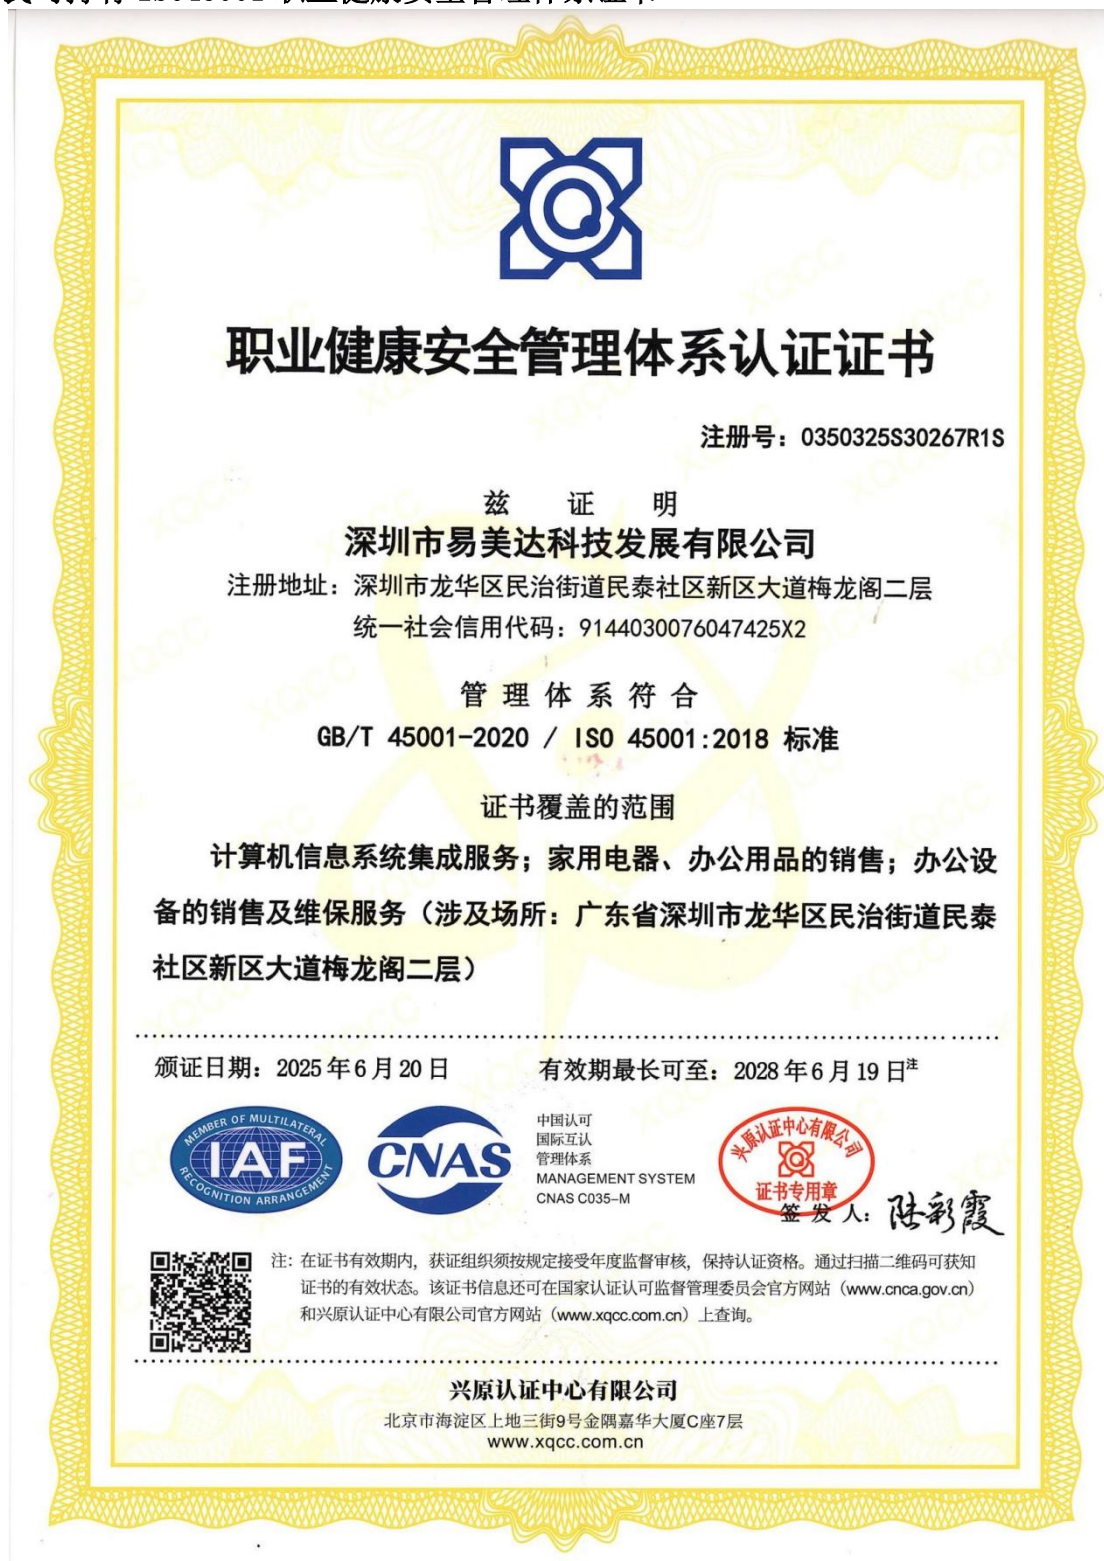 职业健康安全管理体系认证证书
注册号：0350325S30267R1S
兹 证 明
深圳市易美达科技发展有限公司
注册地址：深圳市龙华区民治街道民泰社区新区大道梅龙阁二层
统一社会信用代码：9144030076047425X2
管理体系符合
GB/T 45001-2020 / ISO 45001:2018 标准
证书覆盖的范围
计算机信息系统集成服务；家用电器、办公用品的销售；办公设
备的销售及维保服务（涉及场所：广东省深圳市龙华区民治街道民泰
社区新区大道梅龙阁二层）
颁证日期：2025年6月20日
有效期最长可至：2028年6月19日注
MEMBER OF MULTILATERAL
IAF
RECOGNITION ARRANGEMENT
CNAS
中国认可
国际互认
管理体系
MANAGEMENT SYSTEM
CNAS C035-M
兴原认证中心有限公司
证书专用章
签发人：陆彩霞
注：在证书有效期内，获证组织须按规定接受年度监督审核，保持认证资格。通过扫描二维码可获知
证书的有效状态。该证书信息还可在国家认证认可监督管理委员会官方网站（www.cnca.gov.cn）
和兴原认证中心有限公司官方网站（www.xqcc.com.cn）上查询。
兴原认证中心有限公司
北京市海淀区上地三街9号金隅嘉华大厦C座7层
www.xqcc.com.cn